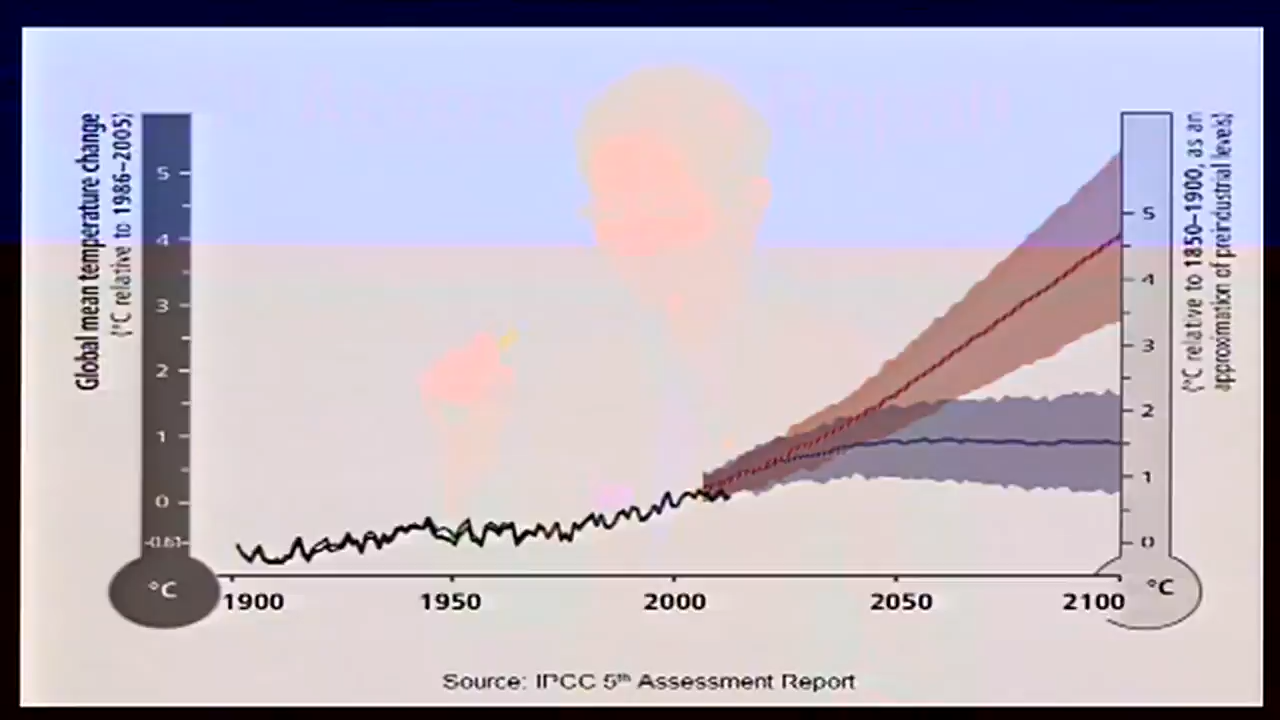 Global mean temperature change
(°C relative to 1986–2005)
5
4
3
2
1
0
-0.61
°C
5
4
3
2
1
0
°C
(°C relative to 1850–1900, as an
approximation of preindustrial levels)
1900
1950
2000
2050
2100
Source: IPCC 5th Assessment Report